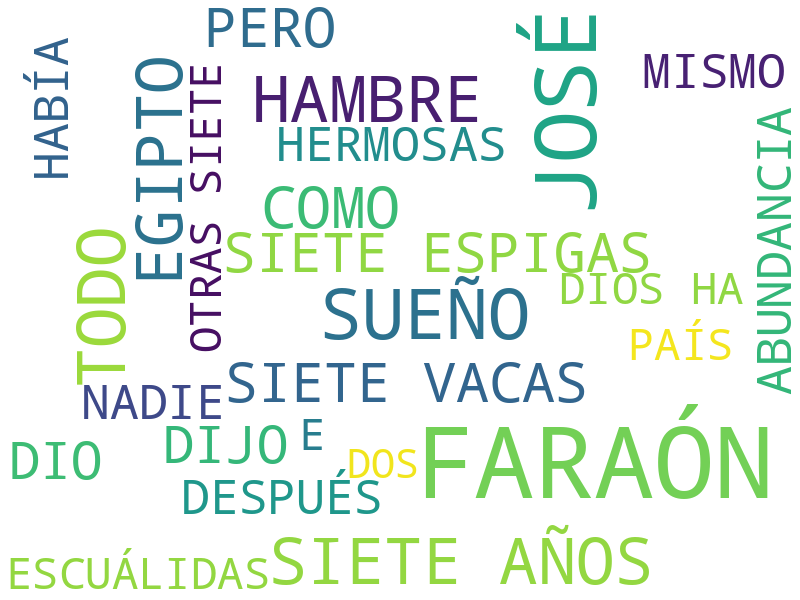 PERO
JOSÉ
HABÍA
MISMO
EGIPTO
OTRAS SIETE
HAMBRE
HERMOSAS
ABUNDANCIA
COMO
TODO
SIETE ESPIGAS
DIOS HA
SUEÑO
PAÍS
SIETE VACAS
NADIE
FARAÓN
DIJO
E
DIO
DOS
DESPUÉS
SIETE AÑOS
ESCUÁLIDAS